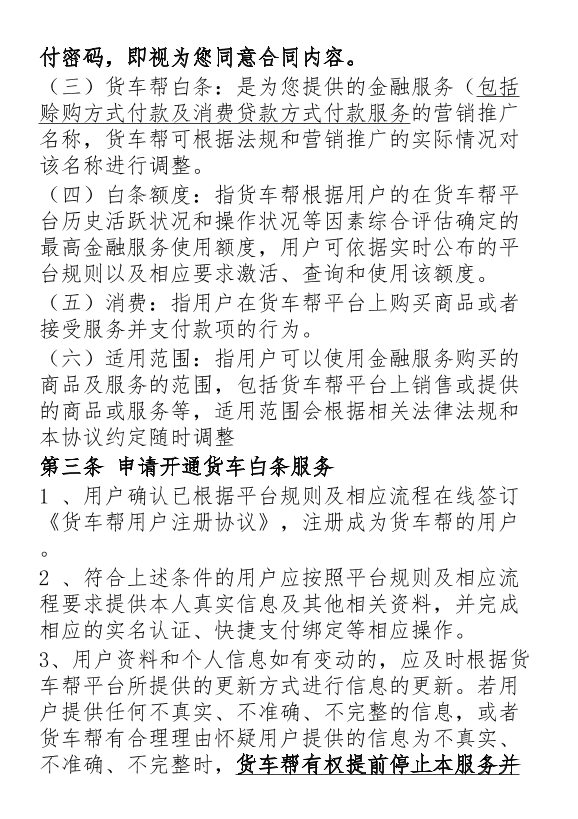 付密码，即视为您同意合同内容。
（三）货车帮白条：是为您提供的金融服务（包括
赊购方式付款及消费贷款方式付款服务的营销推广
名称，货车帮可根据法规和营销推广的实际情况对
该名称进行调整。
（四）白条额度：指货车帮根据用户的在货车帮平
台历史活跃状况和操作状况等因素综合评估确定的
最高金融服务使用额度，用户可依据实时公布的平
台规则以及相应要求激活、查询和使用该额度。
（五）消费：指用户在货车帮平台上购买商品或者
接受服务并支付款项的行为。
（六）适用范围：指用户可以使用金融服务购买的
商品及服务的范围，包括货车帮平台上销售或提供
的商品或服务等，适用范围会根据相关法律法规和
本协议约定随时调整
第三条 申请开通货车白条服务
1 、用户确认已根据平台规则及相应流程在线签订
《货车帮用户注册协议》，注册成为货车帮的用户
。
2 、符合上述条件的用户应按照平台规则及相应流
程要求提供本人真实信息及其他相关资料，并完成
相应的实名认证、快捷支付绑定等相应操作。
3、用户资料和个人信息如有变动的，应及时根据货
车帮平台所提供的更新方式进行信息的更新。若用
户提供任何不真实、不准确、不完整的信息，或者
货车帮有合理理由怀疑用户提供的信息为不真实、
不准确、不完整时，货车帮有权提前停止本服务并